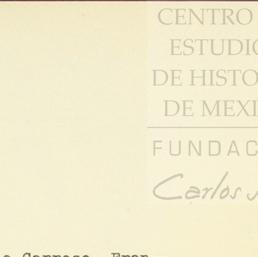 CENTRO
ESTUDIO
DE HISTO
DE MEXI
FUNDAC
Carlos